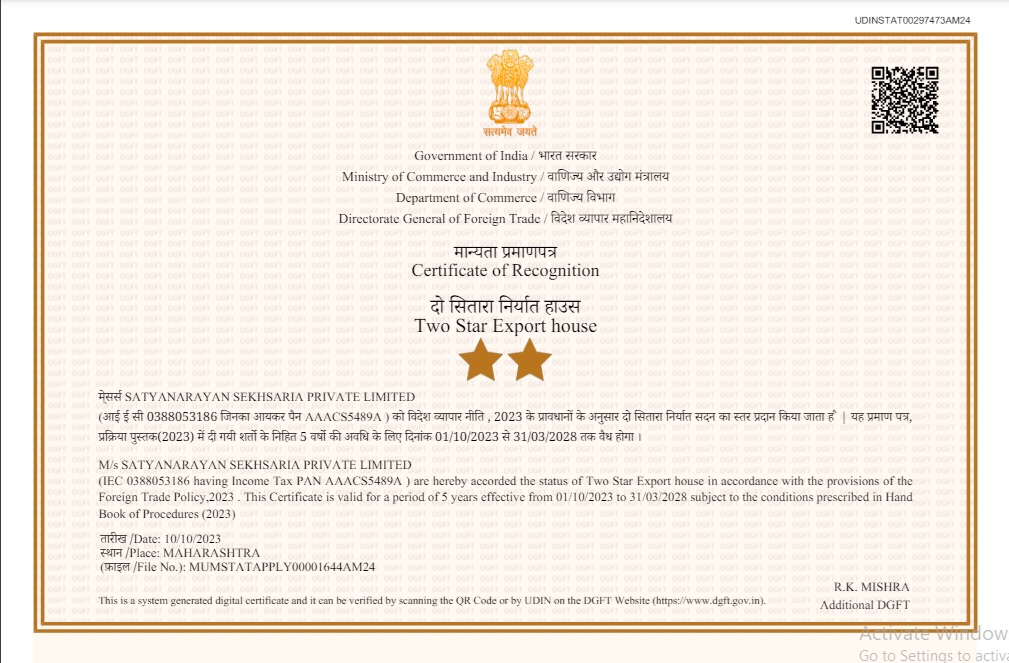 UDINSTAT00297473AM24
सत्यमेव जयते
Government of India / भारत सरकार
Ministry of Commerce and Industry / वाणिज्य और उद्योग मंत्रालय
Department of Commerce / वाणिज्य विभाग
Directorate General of Foreign Trade / विदेश व्यापार महानिदेशालय
मान्यता प्रमाणपत्र
Certificate of Recognition
दो सितारा निर्यात हाउस
Two Star Export house
मे्सर्स SATYANARAYAN SEKHSARIA PRIVATE LIMITED
(आई ई सी 0388053186 जिनका आयकर पैन AAACS5489A ) को विदेश व्यापार नीति , 2023 के प्रावधानों के अनुसार दो सितारा निर्यात सदन का स्तर प्रदान किया जाता है | यह प्रमाण पत्र,
प्रक्रिया पुस्तक(2023) में दी गयी शर्तो के निहित 5 वर्षो की अवधि के लिए दिनांक 01/10/2023 से 31/03/2028 तक वैध होगा ।
M/s SATYANARAYAN SEKHSARIA PRIVATE LIMITED
(IEC 0388053186 having Income Tax PAN AAACS5489A ) are hereby accorded the status of Two Star Export house in accordance with the provisions of the
Foreign Trade Policy,2023 . This Certificate is valid for a period of 5 years effective from 01/10/2023 to 31/03/2028 subject to the conditions prescribed in Hand
Book of Procedures (2023)
तारीख /Date: 10/10/2023
स्थान /Place: MAHARASHTRA
(फ़ाइल /File No.): MUMSTATAPPLY00001644AM24
R.K. MISHRA
This is a system generated digital certificate and it can be verified by scanning the QR Code or by UDIN on the DGFT Website (https://www.dgft.gov.in).
Additional DGFT
Activate Window
Go to Settings to activa